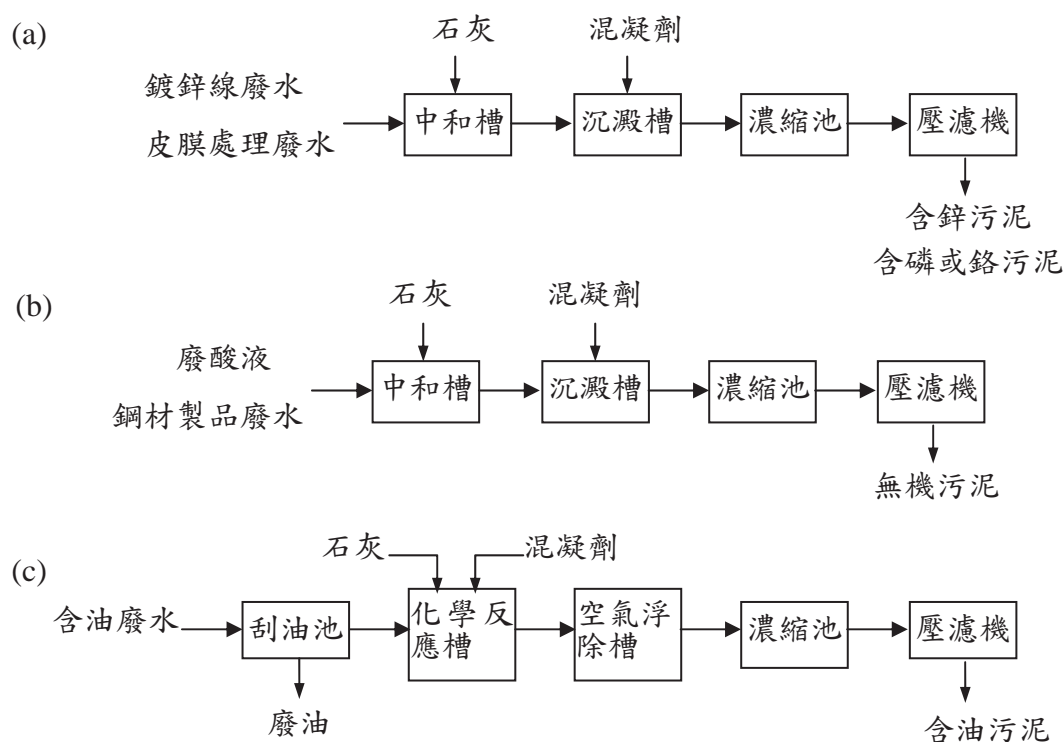 (a)
石灰
混凝劑
鍍鋅線廢水
皮膜處理廢水
中和槽
沉澱槽
濃縮池
壓濾機
含鋅污泥
含磷或鉻污泥
(b)
石灰
混凝劑
廢酸液
鋼材製品廢水
中和槽
沉澱槽
濃縮池
壓濾機
無機污泥
(c)
石灰
混凝劑
含油廢水
刮油池
化學反
應槽
空氣浮
除槽
濃縮池
壓濾機
廢油
含油污泥